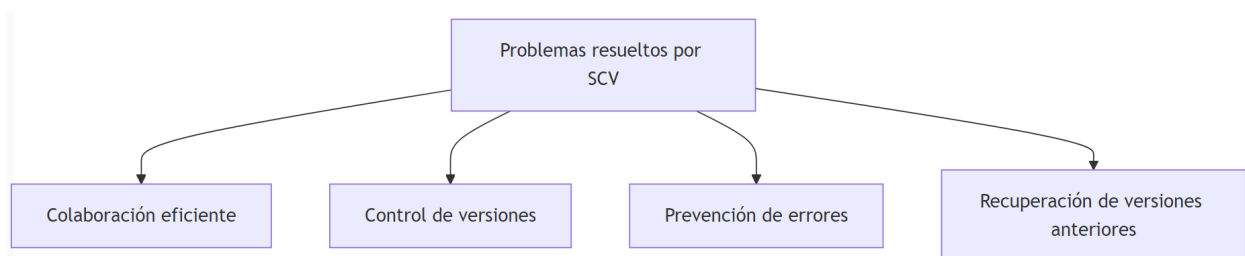 Problemas resueltos por
SCV
Colaboración eficiente
Control de versiones
Prevención de errores
Recuperación de versiones
anteriores